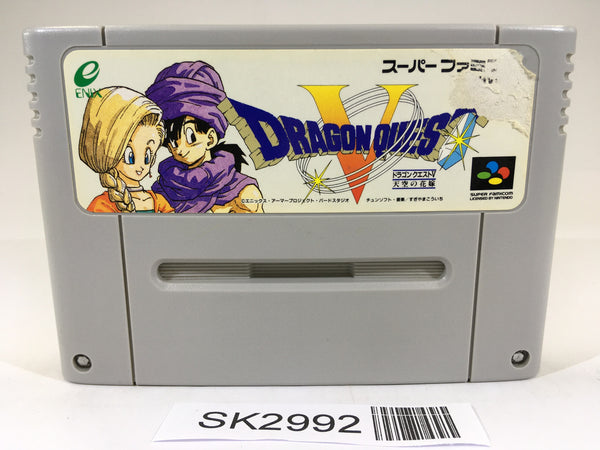 ENIX
スーパー ファミ
DRAGON QUEST
V
ドラゴンクエストV
天空の花嫁
©エニックス・アーマープロジェクト・バードスタジオ チュンソフト・音楽/すぎやまこういち
SUPER FAMICOM
LICENSED BY NINTENDO
SK2992